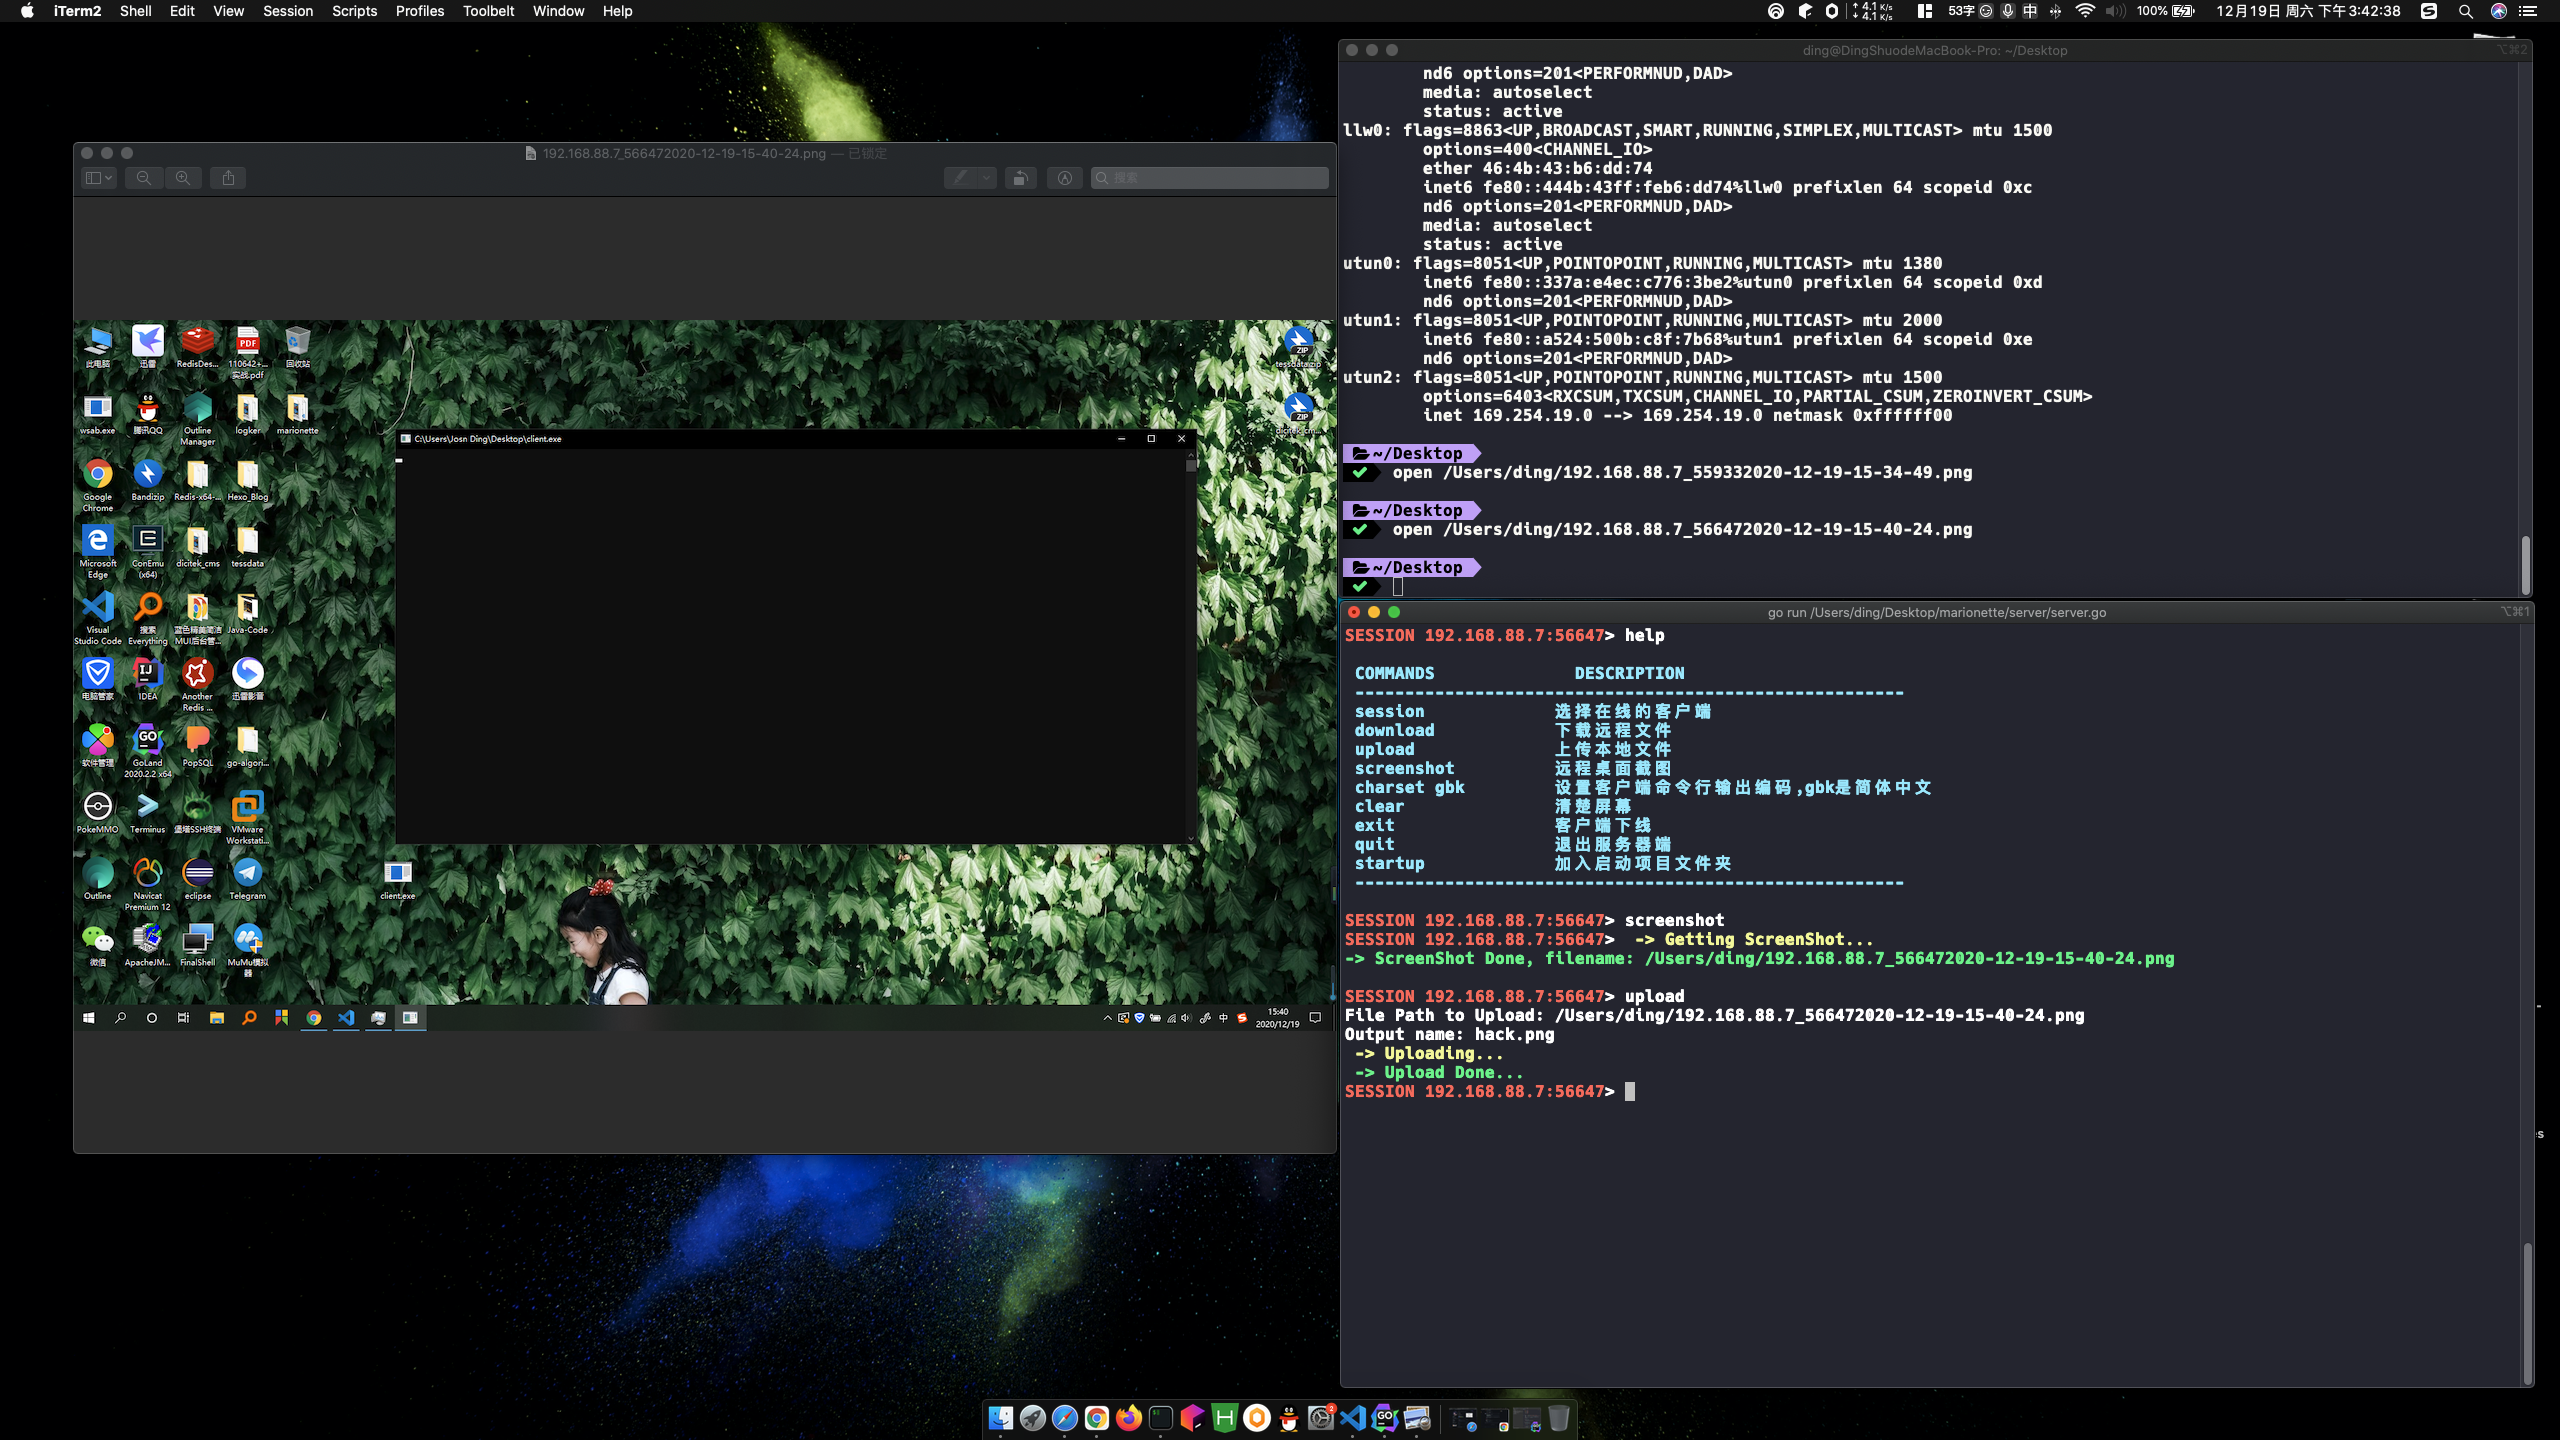 iTerm2 Shell Edit View Session Scripts Profiles Toolbelt Window Help
4.1 K/s
4.1 K/s
53字 中 100% 12月19日 周六 下午3:42:38
192.168.88.7_566472020-12-19-15-40-24.png — 已锁定
搜索
此电脑 迅雷 RedisDes... 110642+... 回收站
实战.pdf
tessdata.zip
wsab.exe 腾讯QQ Outline logker marionette
Manager
C:\Users\Josn Ding\Desktop\client.exe
Google Bandizip Redis-x64-... Hexo_Blog
Chrome
Microsoft ConEmu dicitek_cms tessdata
Edge (x64)
Visual 搜索 蓝色精美简洁 Java-Code
Studio Code Everything MUI后台管...
电脑管家 IDEA Another 迅雷影音
Redis ...
软件管理 GoLand PopSQL go-algori...
2020.2.2 x64
PokeMMO Terminus 堡塔SSH终端 VMware
Workstati...
Outline Navicat eclipse Telegram client.exe
Premium 12
微信 ApacheJM... FinalShell MuMu模拟
器
中 15:40
2020/12/19
ding@DingShuodeMacBook-Pro: ~/Desktop ⌥⌘2
nd6 options=201<PERFORMNUD,DAD>
media: autoselect
status: active
llw0: flags=8863<UP,BROADCAST,SMART,RUNNING,SIMPLEX,MULTICAST> mtu 1500
options=400<CHANNEL_IO>
ether 46:4b:43:b6:dd:74
inet6 fe80::444b:43ff:feb6:dd74%llw0 prefixlen 64 scopeid 0xc
nd6 options=201<PERFORMNUD,DAD>
media: autoselect
status: active
utun0: flags=8051<UP,POINTOPOINT,RUNNING,MULTICAST> mtu 1380
inet6 fe80::337a:e4ec:c776:3be2%utun0 prefixlen 64 scopeid 0xd
nd6 options=201<PERFORMNUD,DAD>
utun1: flags=8051<UP,POINTOPOINT,RUNNING,MULTICAST> mtu 2000
inet6 fe80::a524:500b:c8f:7b68%utun1 prefixlen 64 scopeid 0xe
nd6 options=201<PERFORMNUD,DAD>
utun2: flags=8051<UP,POINTOPOINT,RUNNING,MULTICAST> mtu 1500
options=6403<RXCSUM,TXCSUM,CHANNEL_IO,PARTIAL_CSUM,ZEROINVERT_CSUM>
inet 169.254.19.0 --> 169.254.19.0 netmask 0xffffff00
~/Desktop
open /Users/ding/192.168.88.7_559332020-12-19-15-34-49.png
~/Desktop
open /Users/ding/192.168.88.7_566472020-12-19-15-40-24.png
~/Desktop
go run /Users/ding/Desktop/marionette/server/server.go ⌥⌘1
SESSION 192.168.88.7:56647> help
COMMANDS DESCRIPTION
-------------------------------------------------------
session 选择在线的客户端
download 下载远程文件
upload 上传本地文件
screenshot 远程桌面截图
charset gbk 设置客户端命令行输出编码,gbk是简体中文
clear 清楚屏幕
exit 客户端下线
quit 退出服务器端
startup 加入启动项目文件夹
-------------------------------------------------------
SESSION 192.168.88.7:56647> screenshot
SESSION 192.168.88.7:56647> -> Getting ScreenShot...
-> ScreenShot Done, filename: /Users/ding/192.168.88.7_566472020-12-19-15-40-24.png
SESSION 192.168.88.7:56647> upload
File Path to Upload: /Users/ding/192.168.88.7_566472020-12-19-15-40-24.png
Output name: hack.png
-> Uploading...
-> Upload Done...
SESSION 192.168.88.7:56647>